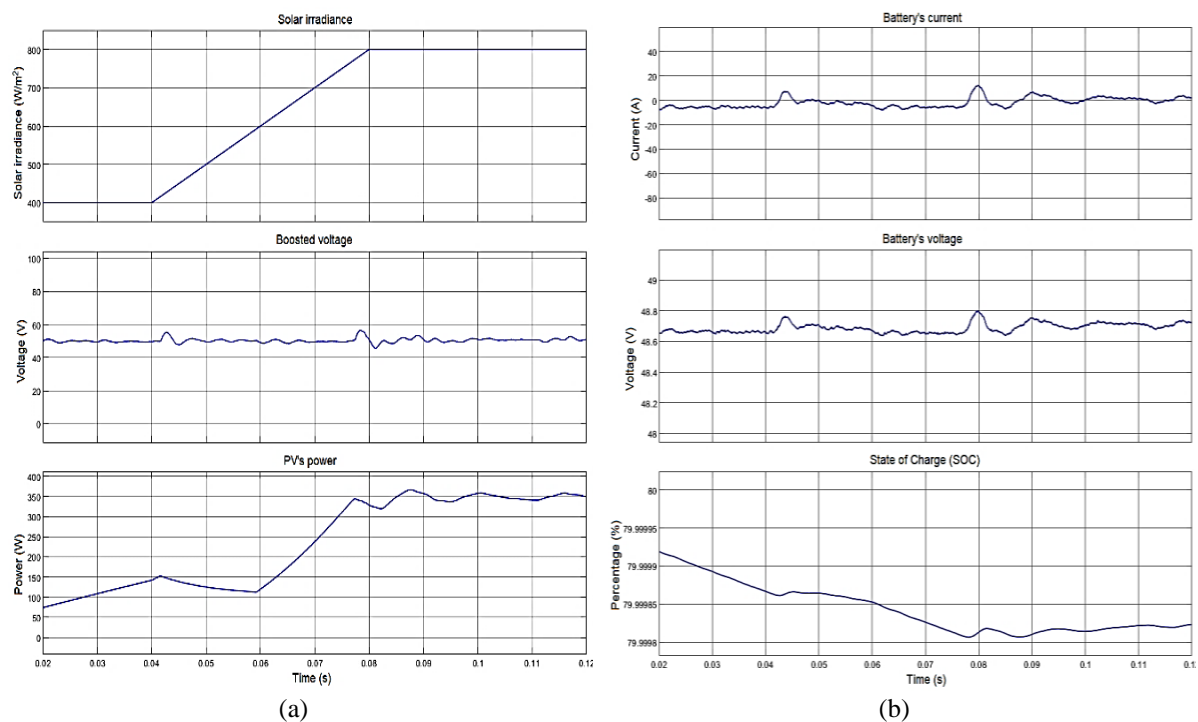 Solar irradiance
Solar irradiance (W/m²)
800
700
600
500
400
Boosted voltage
Voltage (V)
100
80
60
40
20
0
PV's power
Power (W)
400
350
300
250
200
150
100
50
0
0.02 0.03 0.04 0.05 0.06 0.07 0.08 0.09 0.1 0.11 0.12
Time (s)
(a)
Battery's current
Current (A)
40
20
0
-20
-40
-60
-80
Battery's voltage
Voltage (V)
49
48.8
48.6
48.4
48.2
48
State of Charge (SOC)
Percentage (%)
80
79.99995
79.9999
79.99985
79.9998
0.02 0.03 0.04 0.05 0.06 0.07 0.08 0.09 0.1 0.11
Time (s)
(b)